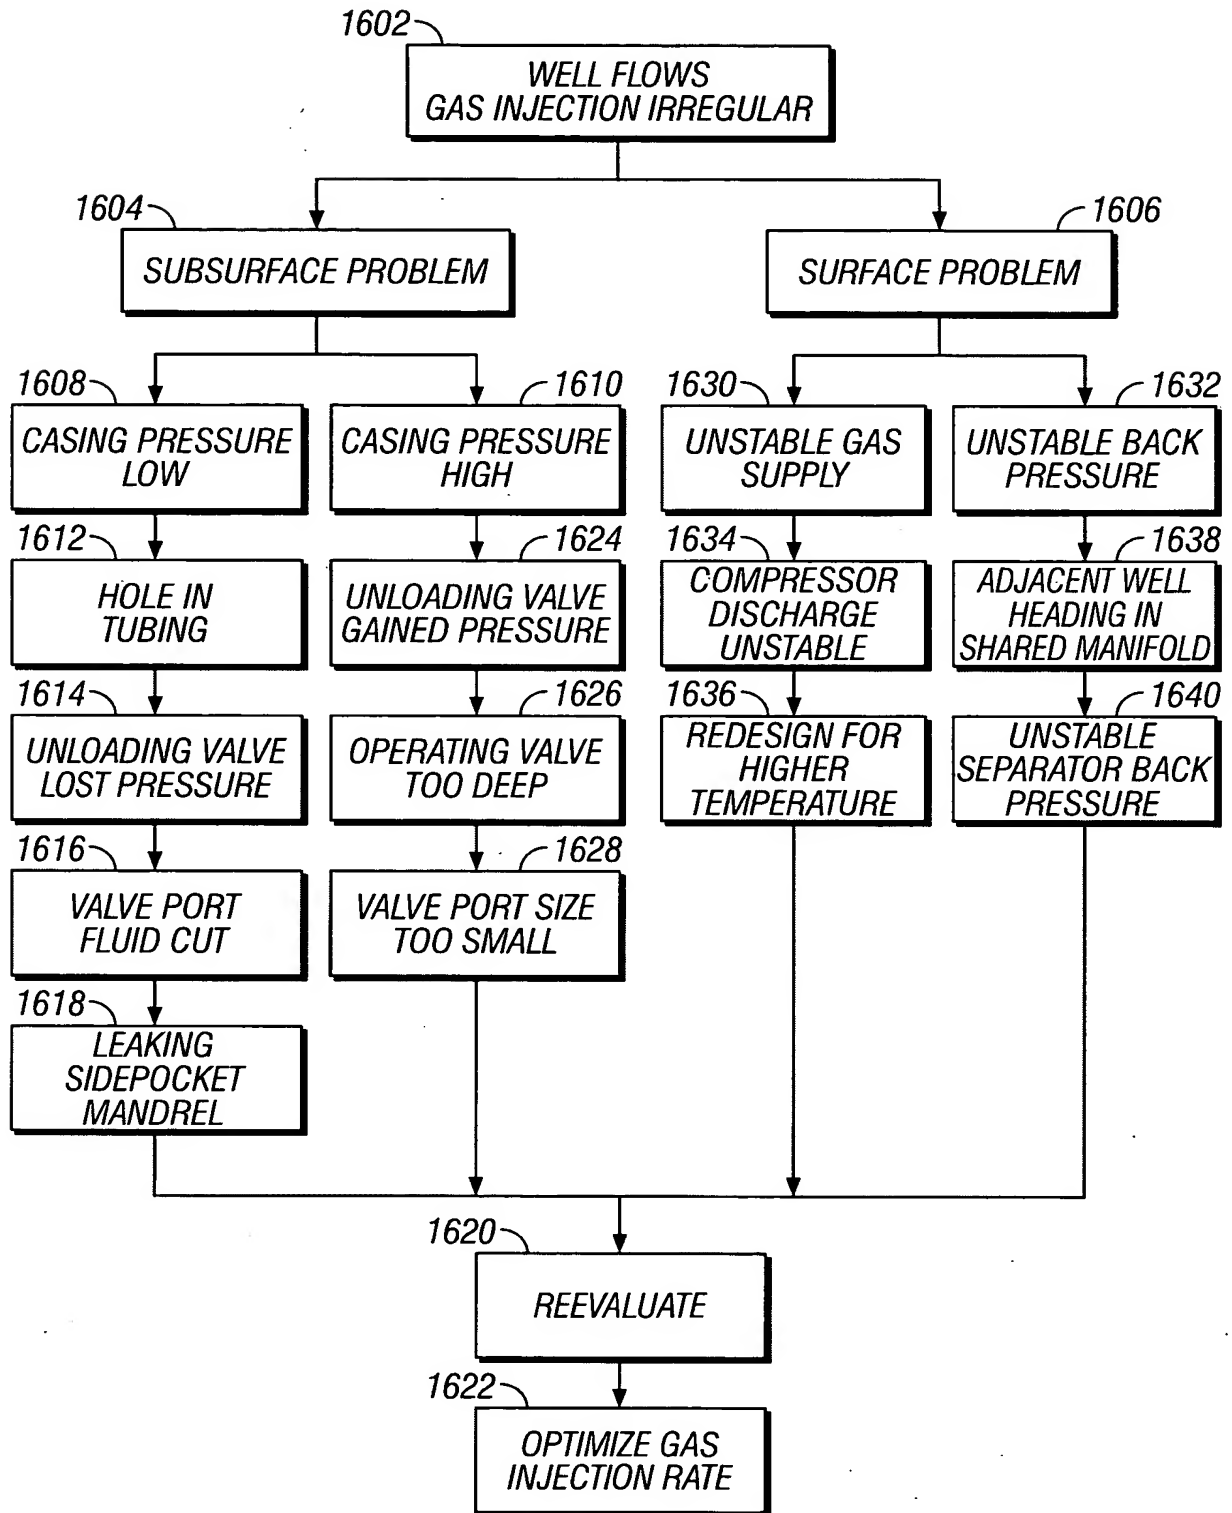 1602
WELL FLOWS
GAS INJECTION IRREGULAR
1604
SUBSURFACE PROBLEM
1606
SURFACE PROBLEM
1608
CASING PRESSURE
LOW
1610
CASING PRESSURE
HIGH
1630
UNSTABLE GAS
SUPPLY
1632
UNSTABLE BACK
PRESSURE
1612
HOLE IN
TUBING
1624
UNLOADING VALVE
GAINED PRESSURE
1634
COMPRESSOR
DISCHARGE
UNSTABLE
1638
ADJACENT WELL
HEADING IN
SHARED MANIFOLD
1614
UNLOADING VALVE
LOST PRESSURE
1626
OPERATING VALVE
TOO DEEP
1636
REDESIGN FOR
HIGHER
TEMPERATURE
1640
UNSTABLE
SEPARATOR BACK
PRESSURE
1616
VALVE PORT
FLUID CUT
1628
VALVE PORT SIZE
TOO SMALL
1618
LEAKING
SIDEPOCKET
MANDREL
1620
REEVALUATE
1622
OPTIMIZE GAS
INJECTION RATE